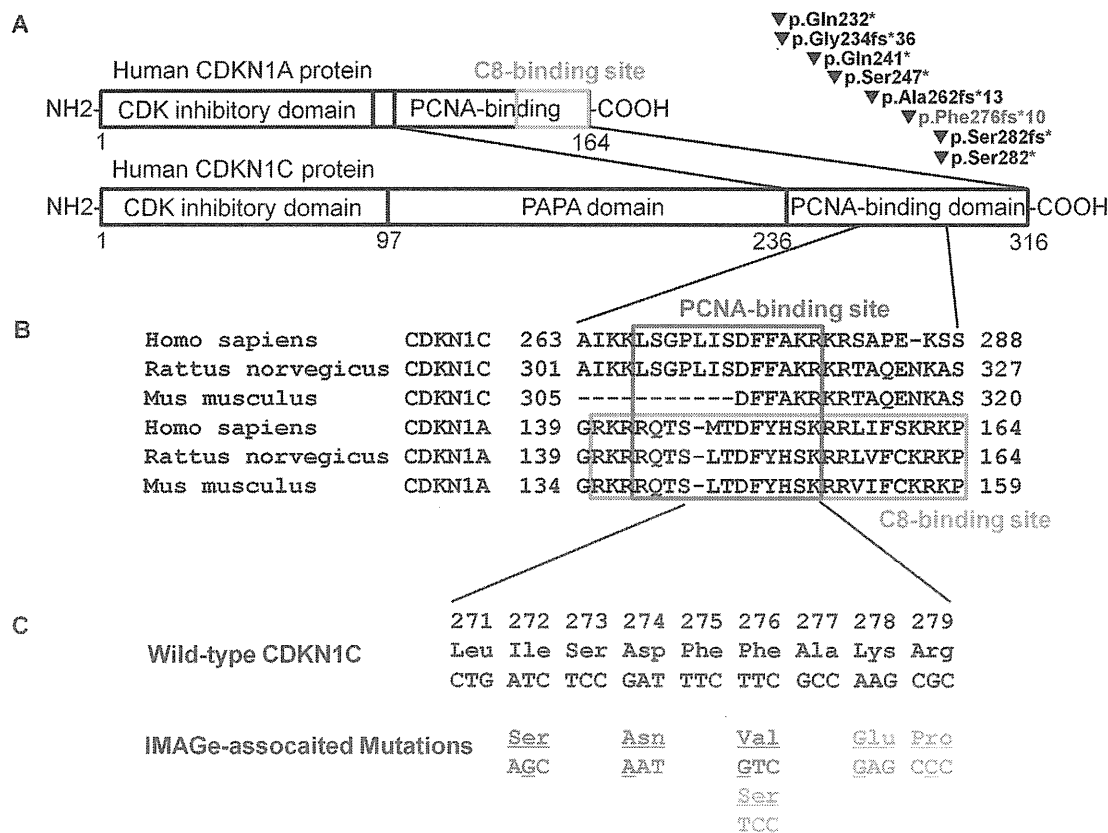 A
▼p.Gln232*
▼p.Gly234fs*36
▼p.Gln241*
▼p.Ser247*
▼p.Ala262fs*13
▼p.Phe276fs*10
▼p.Ser282fs*
▼p.Ser282*
Human CDKN1A protein
C8-binding site
NH2- CDK inhibitory domain PCNA-binding -COOH
1 164
Human CDKN1C protein
NH2- CDK inhibitory domain PAPA domain PCNA-binding domain -COOH
1 97 236 316
PCNA-binding site
B
Homo sapiens CDKN1C 263 AIKKLSGPLISDFFAKRKRSAPE-KSS 288
Rattus norvegicus CDKN1C 301 AIKKLSGPLISDFFAKRKRTAQENKAS 327
Mus musculus CDKN1C 305 -----------DFFAKRKRTAQENKAS 320
Homo sapiens CDKN1A 139 GRKRRQTS-MTDFYHSKRRLIFSKRKP 164
Rattus norvegicus CDKN1A 139 GRKRRQTS-LTDFYHSKRRLVFCKRKP 164
Mus musculus CDKN1A 134 GRKRRQTS-LTDFYHSKRRVIFCKRKP 159
C8-binding site
C
271 272 273 274 275 276 277 278 279
Wild-type CDKN1C Leu Ile Ser Asp Phe Phe Ala Lys Arg
CTG ATC TCC GAT TTC TTC GCC AAG CGC
IMAGe-assocaited Mutations Ser Asn Val Glu Pro
AGC AAT GTC GAG CCC
Ser
TCC